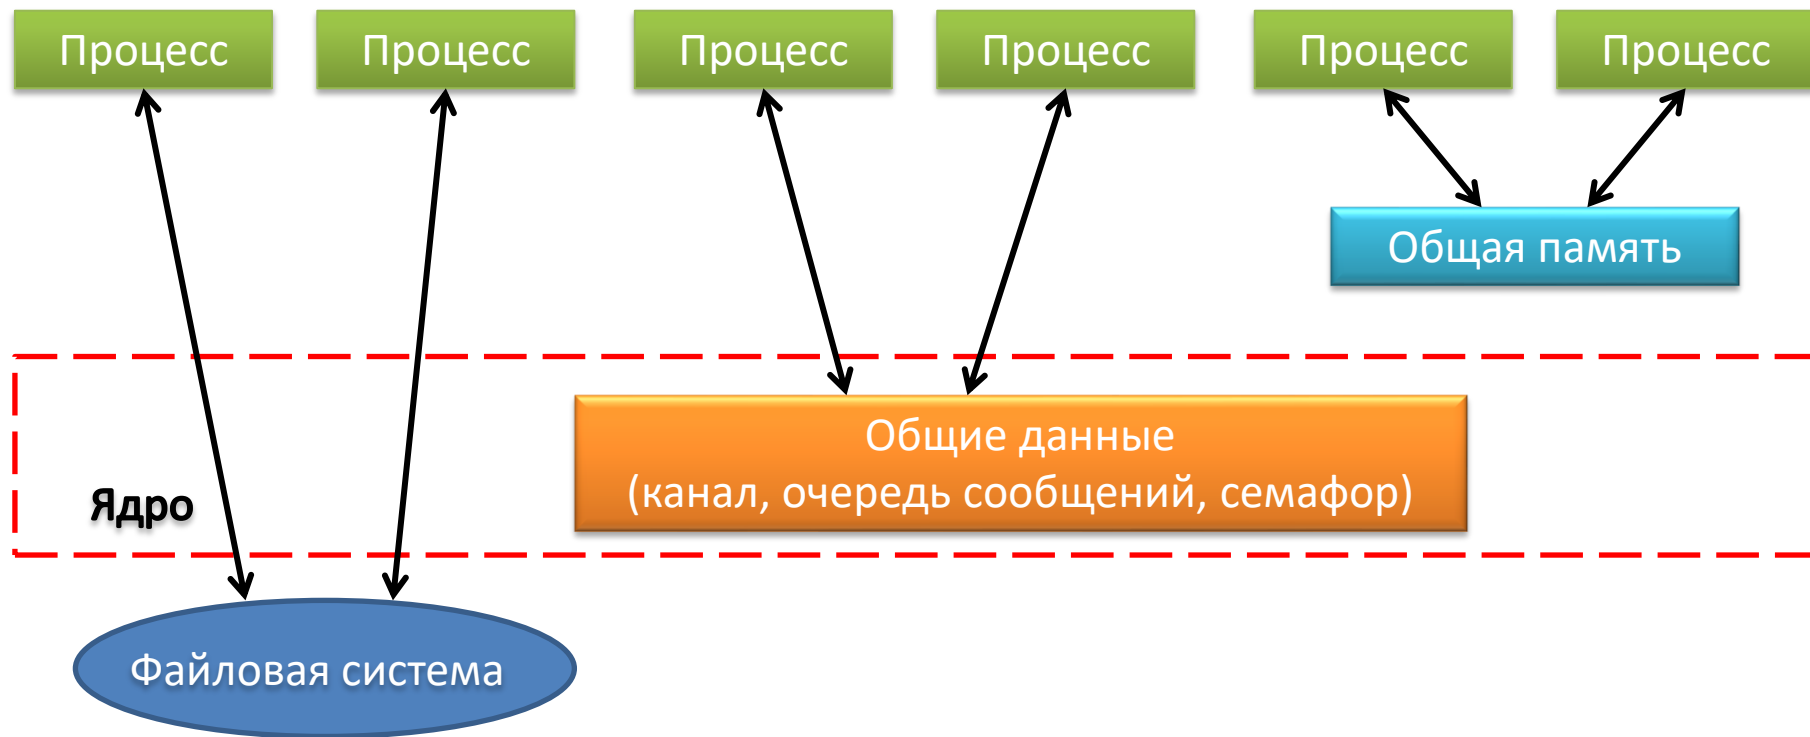 Процесс
Процесс
Процесс
Процесс
Процесс
Процесс
Общая память
Общие данные
(канал, очередь сообщений, семафор)
Ядро
Файловая система